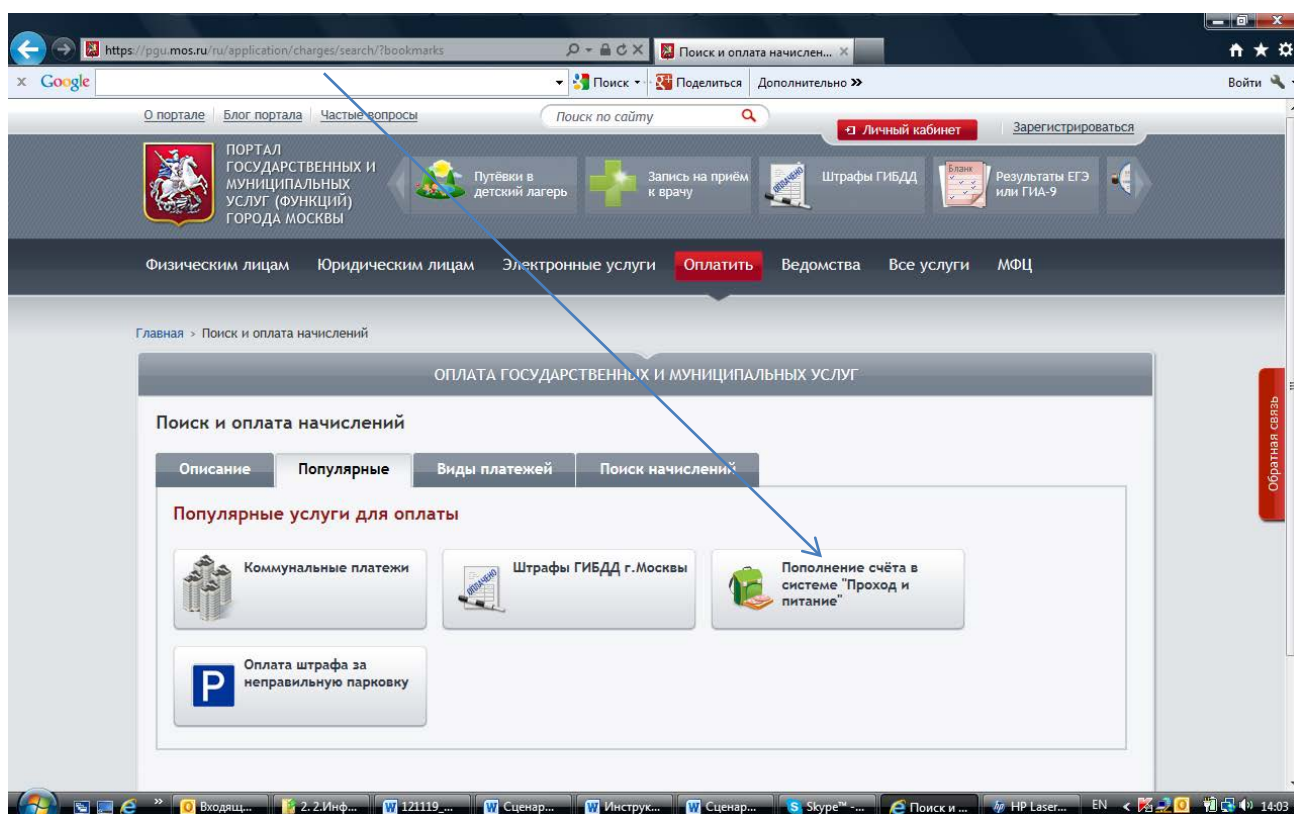 https://pgu.mos.ru/ru/application/charges/search/?bookmarks
Поиск и оплата начислен...
x Google
Поиск
Поделиться
Дополнительно »
Войти
О портале
Блог портала
Частые вопросы
Поиск по сайту
Личный кабинет
Зарегистрироваться
ПОРТАЛ
ГОСУДАРСТВЕННЫХ И
МУНИЦИПАЛЬНЫХ
УСЛУГ (ФУНКЦИЙ)
ГОРОДА МОСКВЫ
Путёвки в
детский лагерь
Запись на приём
к врачу
ОПЛАЧЕНО
Штрафы ГИБДД
Бланк
Результаты ЕГЭ
или ГИА-9
Физическим лицам
Юридическим лицам
Электронные услуги
Оплатить
Ведомства
Все услуги
МФЦ
Главная › Поиск и оплата начислений
ОПЛАТА ГОСУДАРСТВЕННЫХ И МУНИЦИПАЛЬНЫХ УСЛУГ
Обратная связь
Поиск и оплата начислений
Описание
Популярные
Виды платежей
Поиск начислений
Популярные услуги для оплаты
Коммунальные платежи
ОПЛАЧЕНО
Штрафы ГИБДД г.Москвы
Пополнение счёта в
системе "Проход и
питание"
P
Оплата штрафа за
неправильную парковку
Входящ...
2. 2.Инф...
121119_...
Сценар...
Инструк...
Сценар...
Skype™ -...
Поиск и ...
HP Laser...
EN
14:03